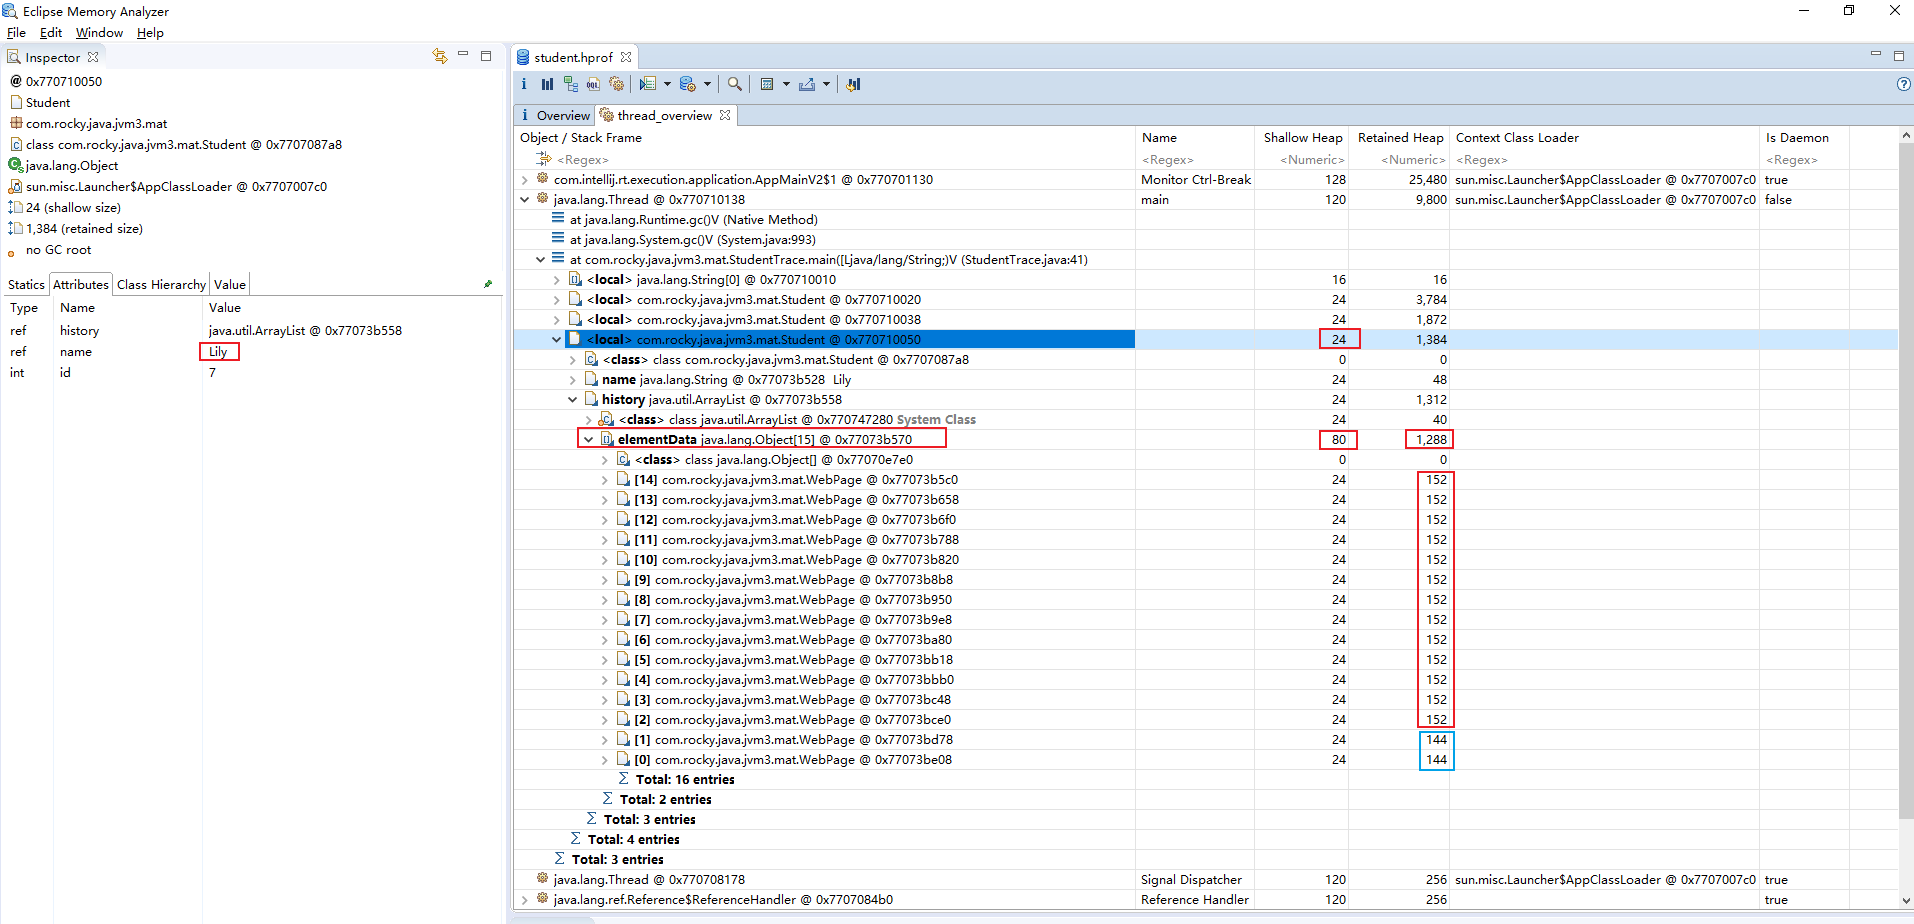 Eclipse Memory Analyzer
File Edit Window Help
Inspector
@ 0x770710050
Student
com.rocky.java.jvm3.mat
class com.rocky.java.jvm3.mat.Student @ 0x7707087a8
java.lang.Object
sun.misc.Launcher$AppClassLoader @ 0x7707007c0
24 (shallow size)
1,384 (retained size)
no GC root
Statics Attributes Class Hierarchy Value
Type Name Value
ref history java.util.ArrayList @ 0x77073b558
ref name Lily
int id 7
student.hprof
i OQL
i Overview thread_overview
Object / Stack Frame Name Shallow Heap Retained Heap Context Class Loader Is Daemon
<Regex> <Regex> <Numeric> <Numeric> <Regex> <Regex>
com.intellij.rt.execution.application.AppMainV2$1 @ 0x770701130 Monitor Ctrl-Break 128 25,480 sun.misc.Launcher$AppClassLoader @ 0x7707007c0 true
java.lang.Thread @ 0x770710138 main 120 9,800 sun.misc.Launcher$AppClassLoader @ 0x7707007c0 false
at java.lang.Runtime.gc()V (Native Method)
at java.lang.System.gc()V (System.java:993)
at com.rocky.java.jvm3.mat.StudentTrace.main([Ljava/lang/String;)V (StudentTrace.java:41)
<local> java.lang.String[0] @ 0x770710010 16 16
<local> com.rocky.java.jvm3.mat.Student @ 0x770710020 24 3,784
<local> com.rocky.java.jvm3.mat.Student @ 0x770710038 24 1,872
<local> com.rocky.java.jvm3.mat.Student @ 0x770710050 24 1,384
<class> class com.rocky.java.jvm3.mat.Student @ 0x7707087a8 0 0
name java.lang.String @ 0x77073b528 Lily 24 48
history java.util.ArrayList @ 0x77073b558 24 1,312
<class> class java.util.ArrayList @ 0x770747280 System Class 24 40
elementData java.lang.Object[15] @ 0x77073b570 80 1,288
<class> class java.lang.Object[] @ 0x77070e7e0 0 0
[14] com.rocky.java.jvm3.mat.WebPage @ 0x77073b5c0 24 152
[13] com.rocky.java.jvm3.mat.WebPage @ 0x77073b658 24 152
[12] com.rocky.java.jvm3.mat.WebPage @ 0x77073b6f0 24 152
[11] com.rocky.java.jvm3.mat.WebPage @ 0x77073b788 24 152
[10] com.rocky.java.jvm3.mat.WebPage @ 0x77073b820 24 152
[9] com.rocky.java.jvm3.mat.WebPage @ 0x77073b8b8 24 152
[8] com.rocky.java.jvm3.mat.WebPage @ 0x77073b950 24 152
[7] com.rocky.java.jvm3.mat.WebPage @ 0x77073b9e8 24 152
[6] com.rocky.java.jvm3.mat.WebPage @ 0x77073ba80 24 152
[5] com.rocky.java.jvm3.mat.WebPage @ 0x77073bb18 24 152
[4] com.rocky.java.jvm3.mat.WebPage @ 0x77073bbb0 24 152
[3] com.rocky.java.jvm3.mat.WebPage @ 0x77073bc48 24 152
[2] com.rocky.java.jvm3.mat.WebPage @ 0x77073bce0 24 152
[1] com.rocky.java.jvm3.mat.WebPage @ 0x77073bd78 24 144
[0] com.rocky.java.jvm3.mat.WebPage @ 0x77073be08 24 144
Σ Total: 16 entries
Σ Total: 2 entries
Σ Total: 3 entries
Σ Total: 4 entries
Σ Total: 3 entries
java.lang.Thread @ 0x770708178 Signal Dispatcher 120 256 sun.misc.Launcher$AppClassLoader @ 0x7707007c0 true
java.lang.ref.Reference$ReferenceHandler @ 0x7707084b0 Reference Handler 120 256 true